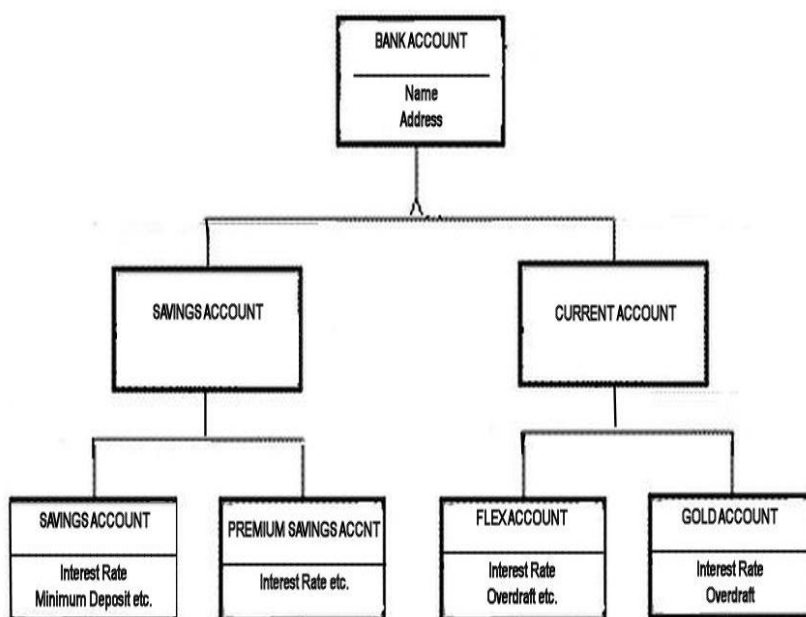 BANK ACCOUNT
Name
Address
SAVINGS ACCOUNT
CURRENT ACCOUNT
SAVINGS ACCOUNT
Interest Rate
Minimum Deposit etc.
PREMIUM SAVINGS ACCNT
Interest Rate etc.
FLEX ACCOUNT
Interest Rate
Overdraft etc.
GOLD ACCOUNT
Interest Rate
Overdraft